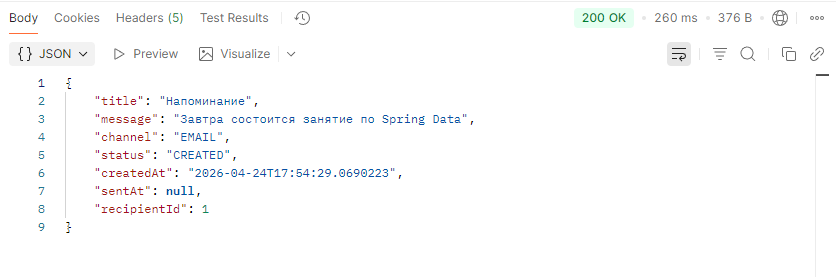 Body Cookies Headers (5) Test Results 200 OK • 260 ms • 376 B
{} JSON Preview Visualize
1 {
2 "title": "Напоминание",
3 "message": "Завтра состоится занятие по Spring Data",
4 "channel": "EMAIL",
5 "status": "CREATED",
6 "createdAt": "2026-04-24T17:54:29.0690223",
7 "sentAt": null,
8 "recipientId": 1
9 }